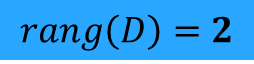 rang(D) = 2